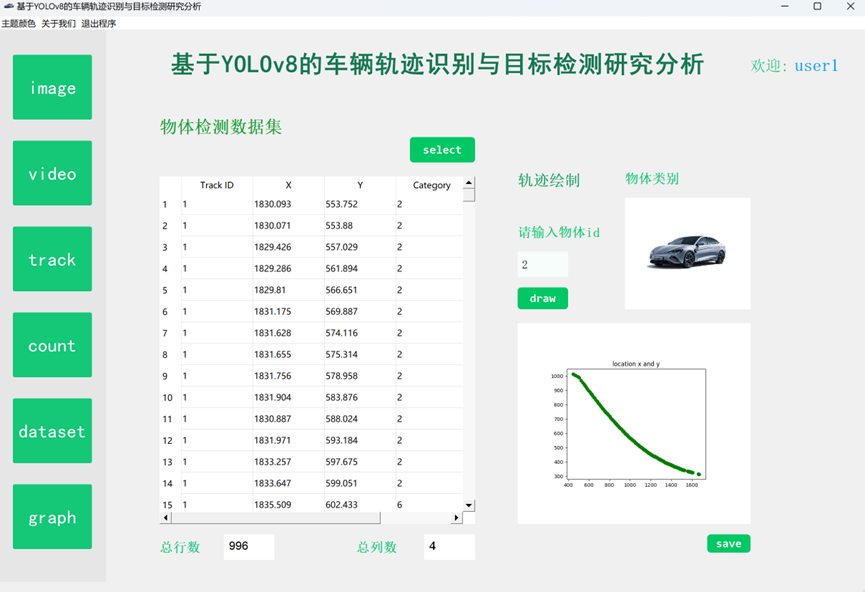 基于YOLOv8的车辆轨迹识别与目标检测研究分析
主题颜色 关于我们 退出程序
基于YOLOv8的车辆轨迹识别与目标检测研究分析
欢迎: user1
image
video
track
count
dataset
graph
物体检测数据集
select
Track ID X Y Category
1 1 1830.093 553.752 2
2 1 1830.071 553.88 2
3 1 1829.426 557.029 2
4 1 1829.286 561.894 2
5 1 1829.81 566.651 2
6 1 1831.175 569.887 2
7 1 1831.628 574.116 2
8 1 1831.655 575.314 2
9 1 1831.756 578.958 2
10 1 1831.904 583.876 2
11 1 1830.887 588.024 2
12 1 1831.971 593.184 2
13 1 1833.257 597.675 2
14 1 1833.647 599.051 2
15 1 1835.509 602.433 6
总行数 996 总列数 4
轨迹绘制
物体类别
请输入物体id
2
draw
location x and y
1000
900
800
700
600
500
400
300
400 600 800 1000 1200 1400 1600
save